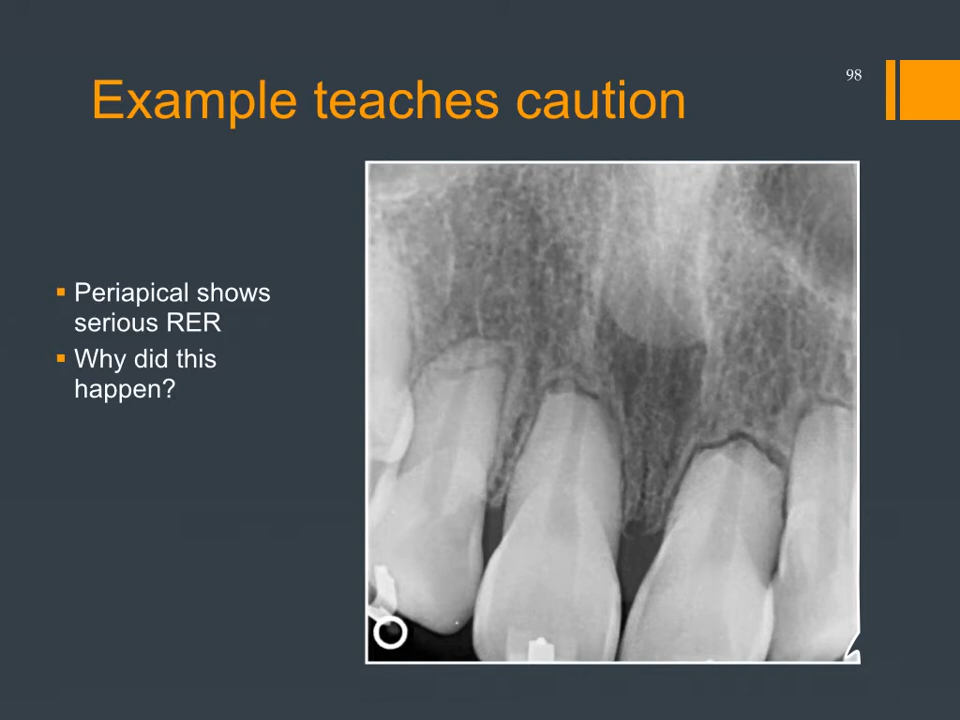 98
Example teaches caution
Periapical shows
serious RER
Why did this
happen?